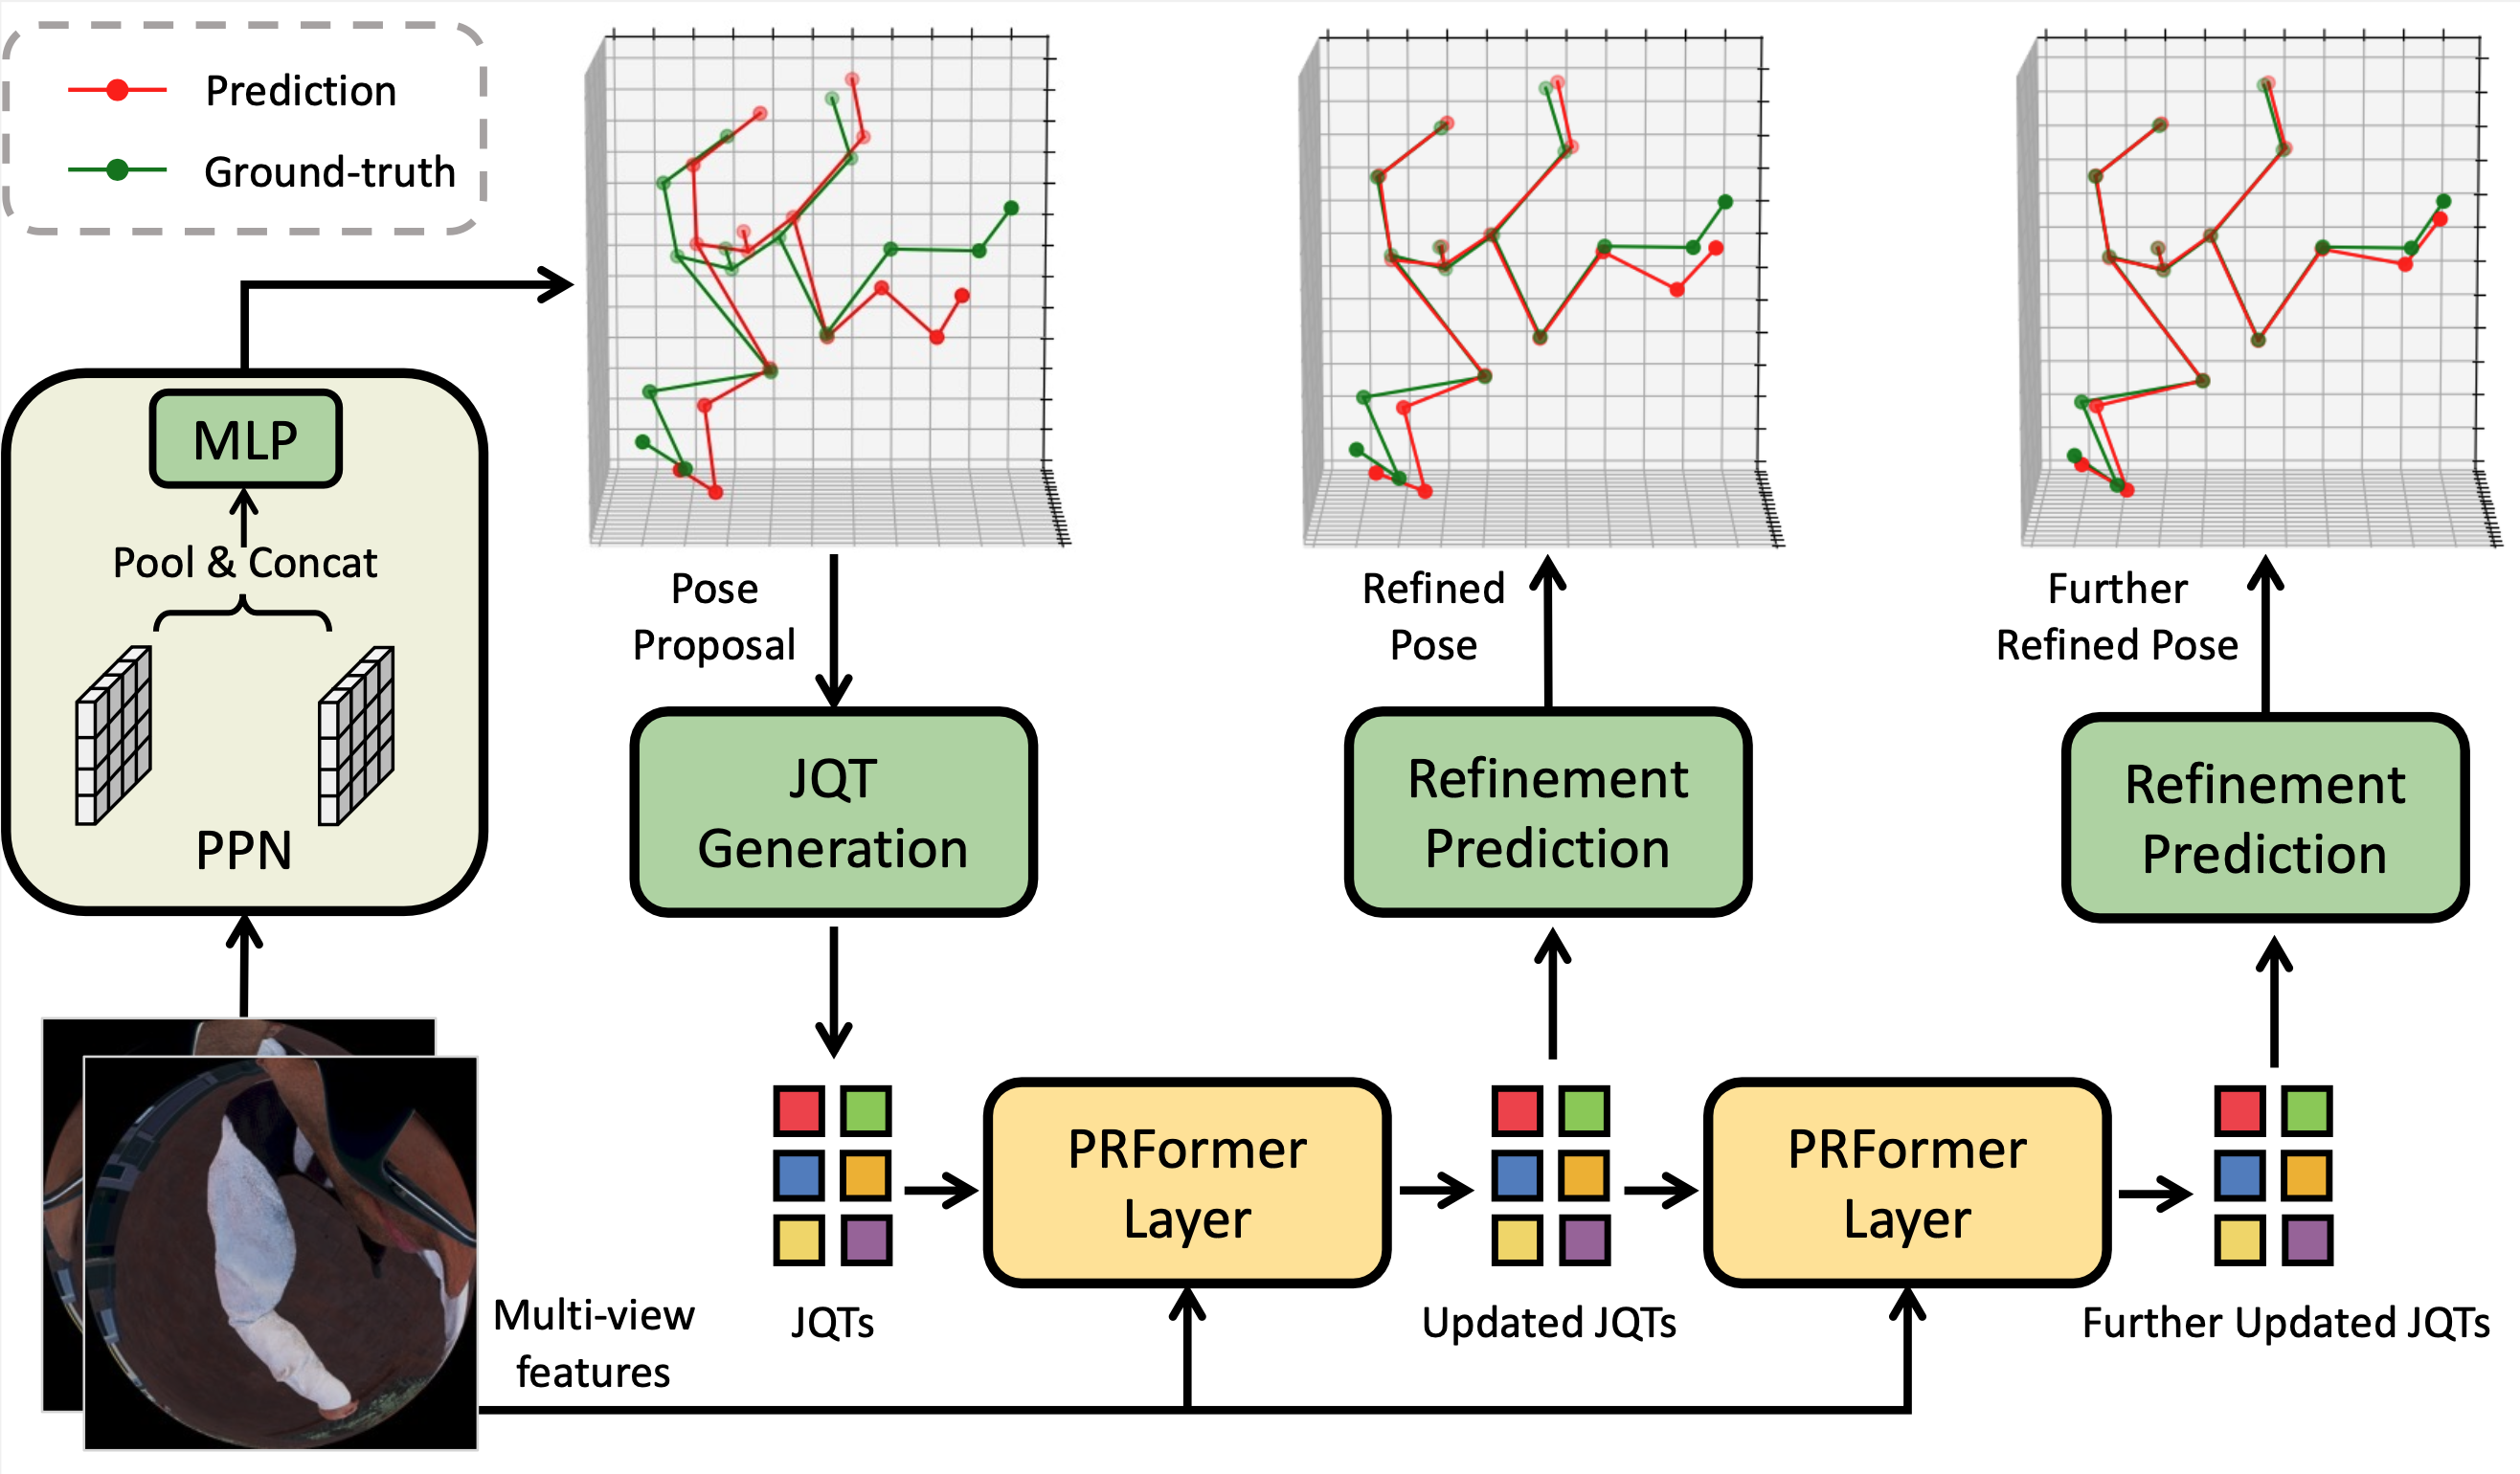 Prediction
Ground-truth
MLP
Pool & Concat
PPN
Pose
Proposal
Refined
Pose
Further
Refined Pose
JQT
Generation
Refinement
Prediction
Refinement
Prediction
PRFormer
Layer
PRFormer
Layer
Multi-view
features
JQTs
Updated JQTs
Further Updated JQTs